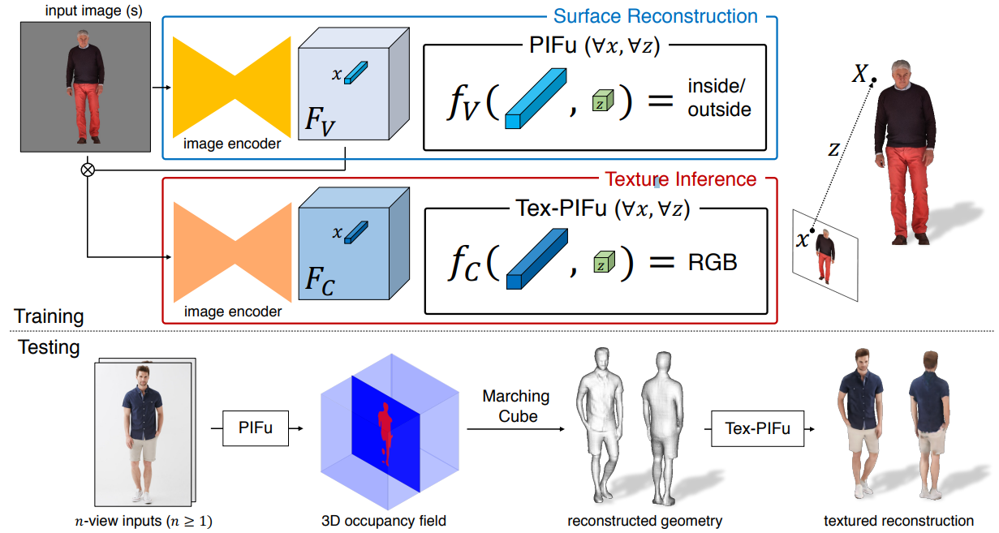 input image (s)
Surface Reconstruction
PIFu (∀x, ∀z)
x
F_V
image encoder
f_V( , z ) = inside/
outside
Texture Inference
Tex-PIFu (∀x, ∀z)
x
F_C
image encoder
f_C( , z ) = RGB
X
z
x
Training
Testing
PIFu
Marching
Cube
Tex-PIFu
n-view inputs (n ≥ 1)
3D occupancy field
reconstructed geometry
textured reconstruction